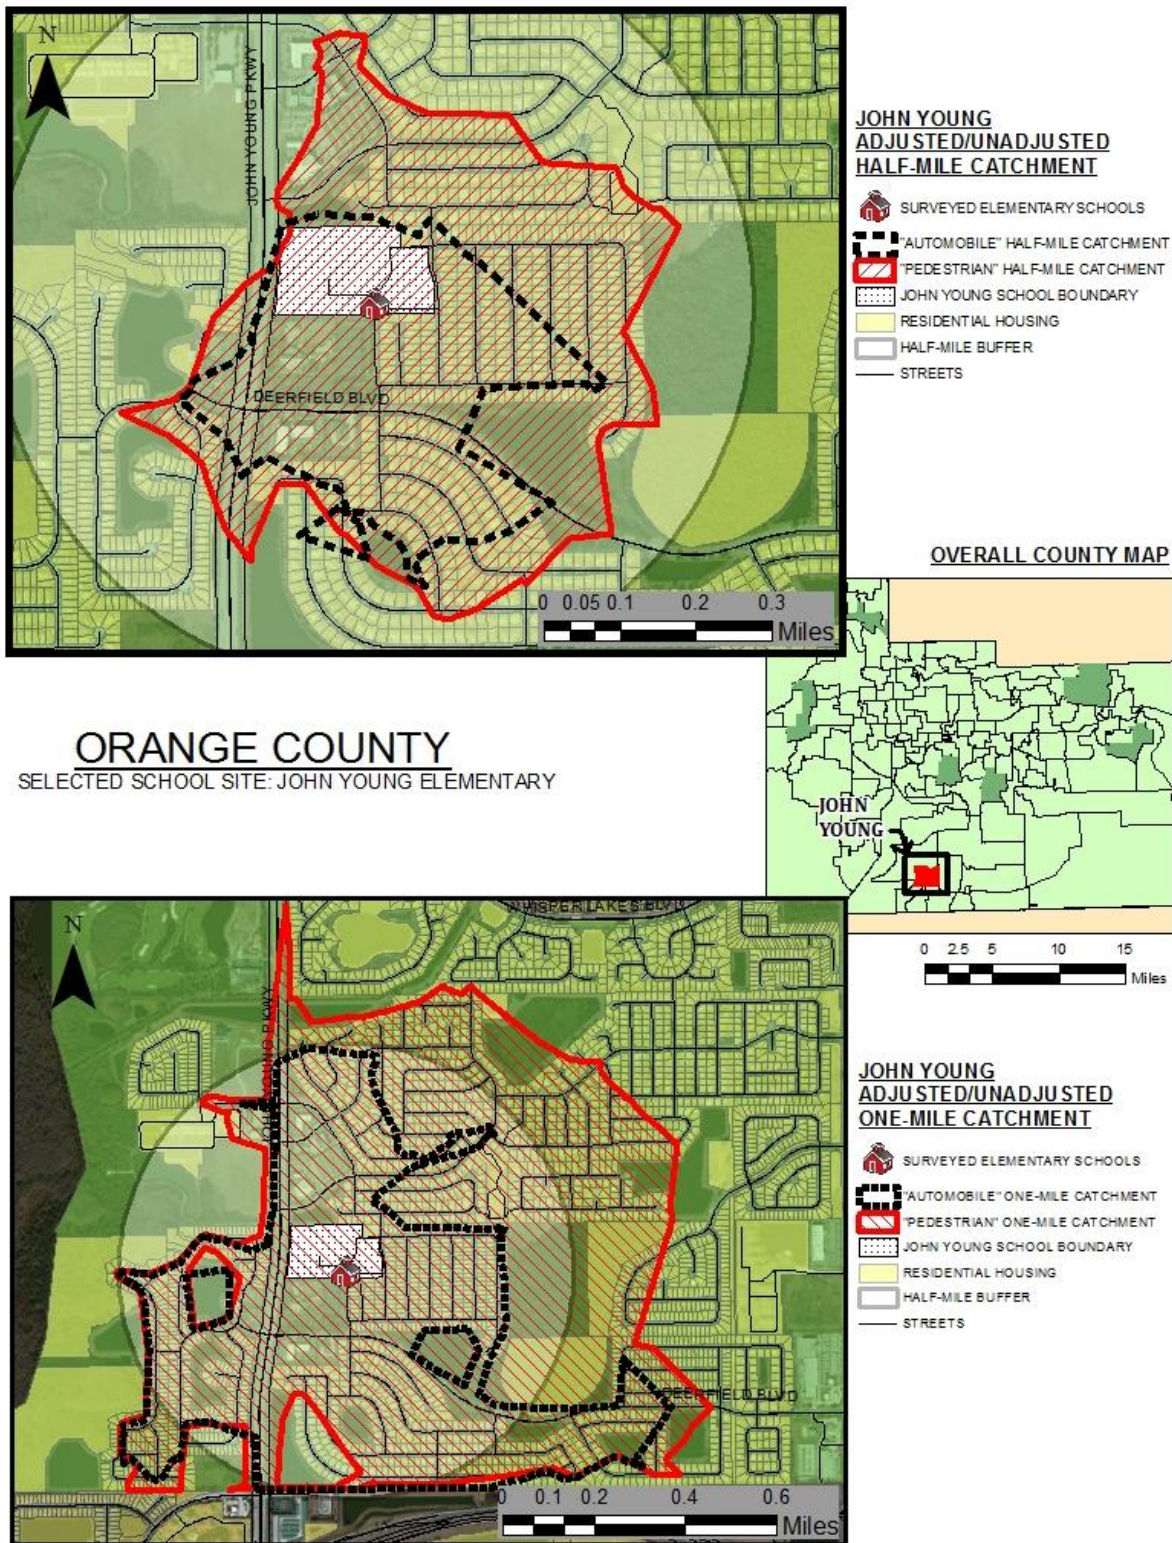 N
JOHN YOUNG PKWY
DEERFIELD BLVD
0 0.05 0.1 0.2 0.3
Miles
JOHN YOUNG
ADJUSTED/UNADJUSTED
HALF-MILE CATCHMENT
SURVEYED ELEMENTARY SCHOOLS
"AUTOMOBILE" HALF-MILE CATCHMENT
"PEDESTRIAN" HALF-MILE CATCHMENT
JOHN YOUNG SCHOOL BOUNDARY
RESIDENTIAL HOUSING
HALF-MILE BUFFER
STREETS
OVERALL COUNTY MAP
JOHN
YOUNG
0 2.5 5 10 15
Miles
ORANGE COUNTY
SELECTED SCHOOL SITE: JOHN YOUNG ELEMENTARY
N
WHISPER LAKES BLVD
YOUNG PKWY
DEERFIELD BLVD
0 0.1 0.2 0.4 0.6
Miles
JOHN YOUNG
ADJUSTED/UNADJUSTED
ONE-MILE CATCHMENT
SURVEYED ELEMENTARY SCHOOLS
"AUTOMOBILE" ONE-MILE CATCHMENT
"PEDESTRIAN" ONE-MILE CATCHMENT
JOHN YOUNG SCHOOL BOUNDARY
RESIDENTIAL HOUSING
HALF-MILE BUFFER
STREETS